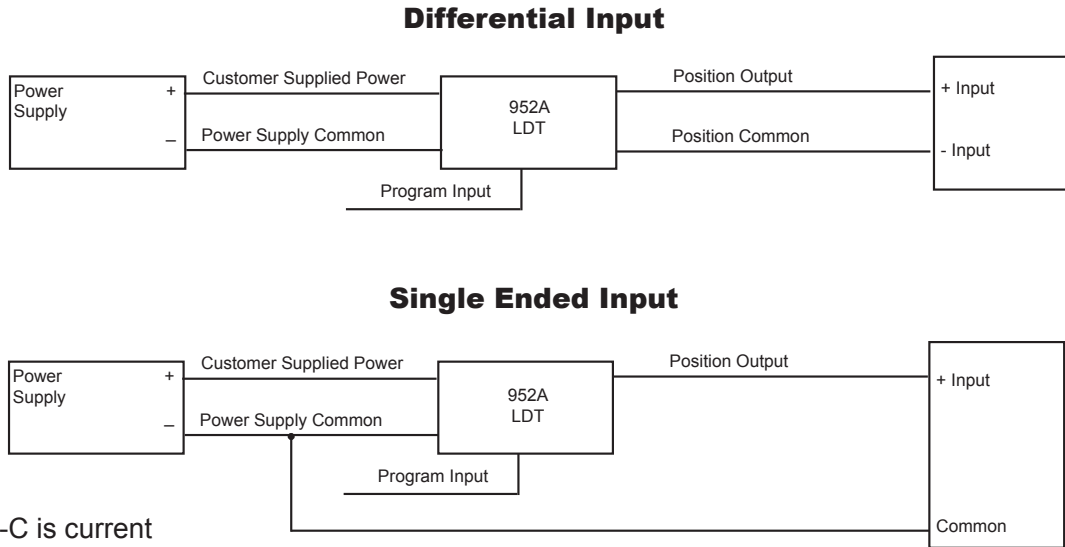 Differential Input
Power
Supply
+
–
Customer Supplied Power
Power Supply Common
952A
LDT
Program Input
Position Output
Position Common
+ Input
- Input
Single Ended Input
Power
Supply
+
–
Customer Supplied Power
Power Supply Common
952A
LDT
Program Input
Position Output
+ Input
Common
-C is current